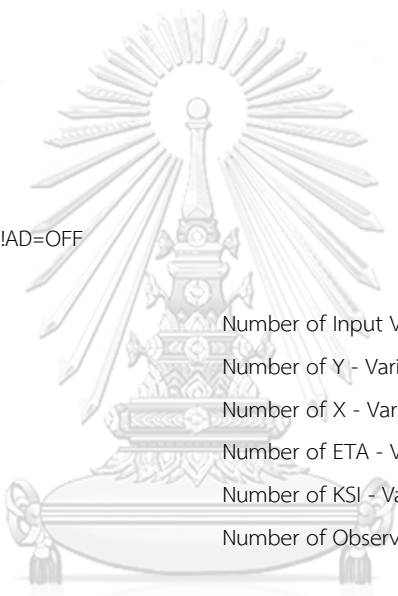 !AD=OFF
Number of Input V
Number of Y - Vari
Number of X - Var
Number of ETA - V
Number of KSI - Va
Number of Observ